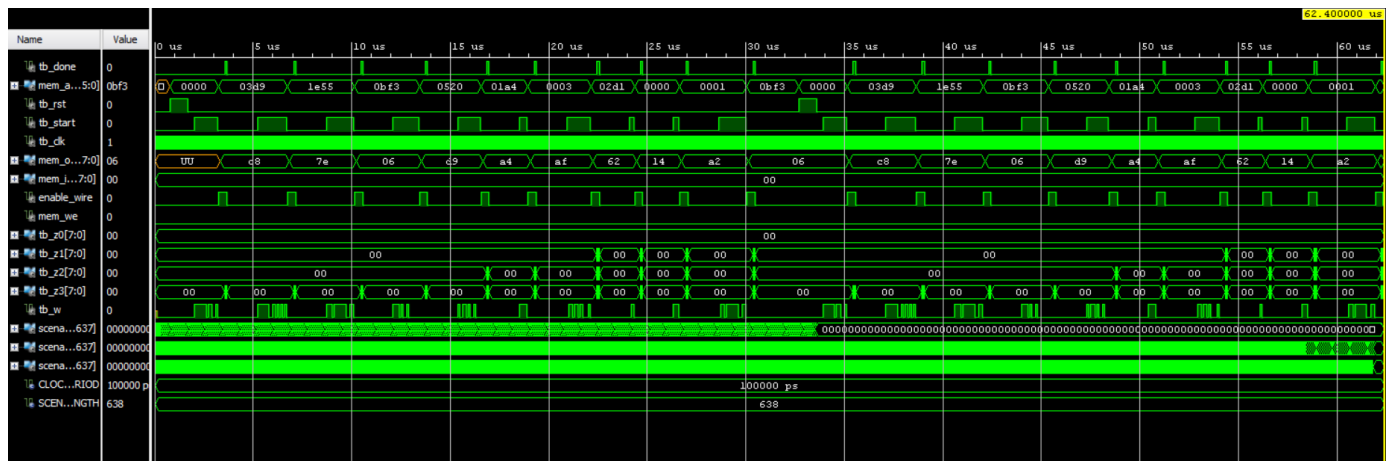 62.400000 us
Name Value 0 us 5 us 10 us 15 us 20 us 25 us 30 us 35 us 40 us 45 us 50 us 55 us 60 us
tb_done 0
mem_a...5:0] 0bf3 0000 03d9 1e55 0bf3 0520 01a4 0003 02d1 0000 0001 0bf3 0000 03d9 1e55 0bf3 0520 01a4 0003 02d1 0000 0001
tb_rst 0
tb_start 0
tb_clk 1
mem_o...7:0] 06 UU c8 7e 06 d9 a4 af 62 14 a2 06 c8 7e 06 d9 a4 af 62 14 a2
mem_i...7:0] 00 00
enable_wire 0
mem_we 0
tb_z0[7:0] 00 00
tb_z1[7:0] 00 00 00 00 00 00 00 00 00
tb_z2[7:0] 00 00 00 00 00 00 00 00 00 00 00 00 00
tb_z3[7:0] 00 00 00 00 00 00 00 00 00 00 00 00 00 00 00 00 00 00 00 00 00
tb_w 0
scena...637] 00000000
scena...637] 00000000
scena...637] 00000000
CLOC...RIOD 100000 p 100000 ps
SCEN...NGTH 638 638